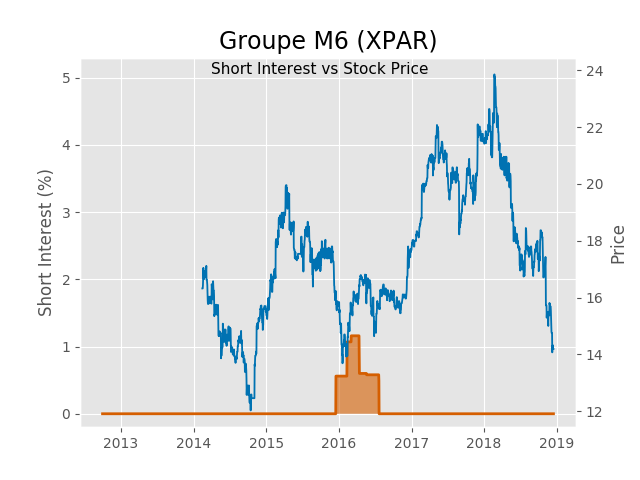 Groupe M6 (XPAR)
Short Interest vs Stock Price
Short Interest (%)
5
4
3
2
1
0
24
22
20
18
16
14
12
Price
2013 2014 2015 2016 2017 2018 2019